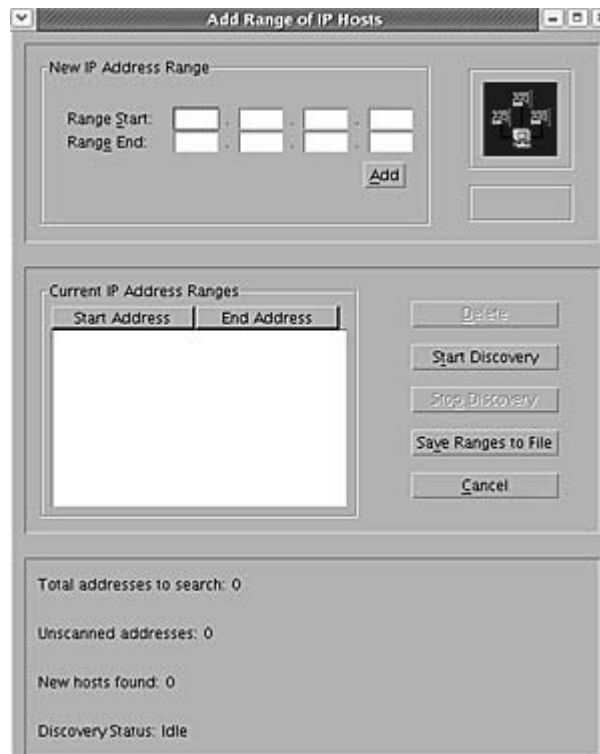 Add Range of IP Hosts
New IP Address Range
Range Start: . . .
Range End: . . .
Add
Current IP Address Ranges
Start Address End Address
Delete
Start Discovery
Stop Discovery
Save Ranges to File
Cancel
Total addresses to search: 0
Unscanned addresses: 0
New hosts found: 0
Discovery Status: Idle